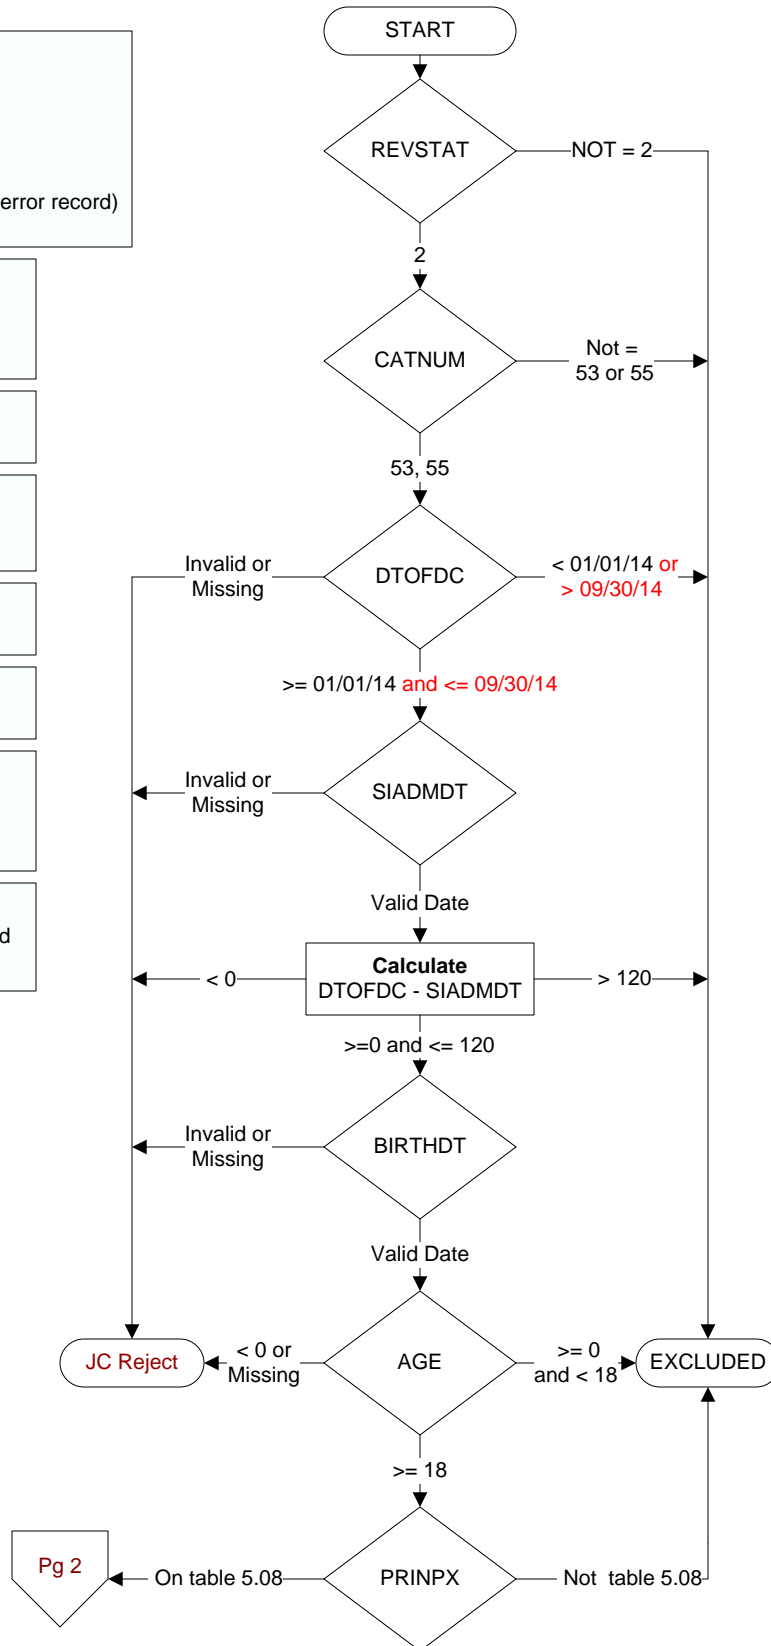 START
error record)
REVSTAT
NOT = 2
2
CATNUM
Not =
53 or 55
53, 55
Invalid or
Missing
DTOFDC
< 01/01/14 or
> 09/30/14
>= 01/01/14 and <= 09/30/14
Invalid or
Missing
SIADMDT
Valid Date
d
< 0
Calculate
DTOFDC - SIADMDT
> 120
>=0 and <= 120
Invalid or
Missing
BIRTHDT
Valid Date
JC Reject
< 0 or
Missing
AGE
>= 0
and < 18
EXCLUDED
>= 18
Pg 2
On table 5.08
PRINPX
Not table 5.08